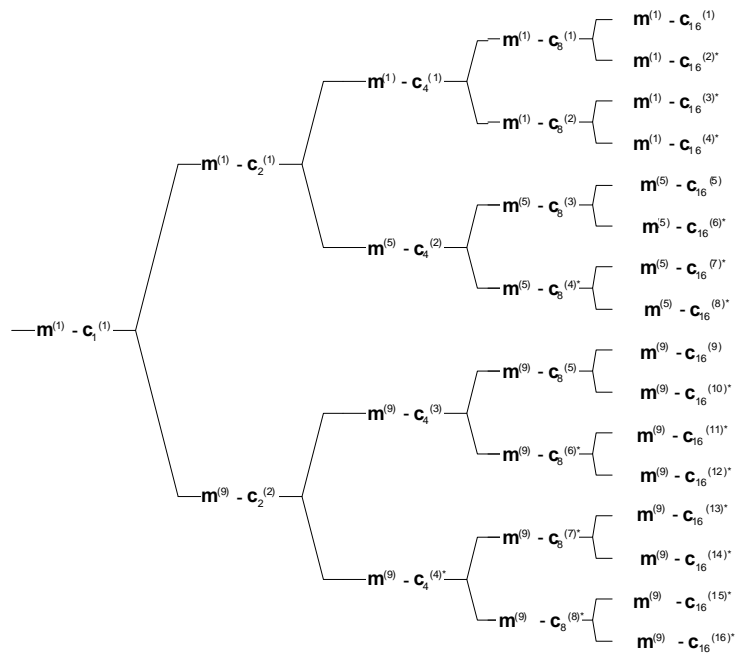 m(1) - c16(1)
m(1) - c8(1)
m(1) - c16(2)*
m(1) - c4(1)
m(1) - c16(3)*
m(1) - c8(2)
m(1) - c16(4)*
m(1) - c2(1)
m(5) - c16(5)
m(5) - c8(3)
m(5) - c16(6)*
m(5) - c4(2)
m(5) - c16(7)*
m(5) - c8(4)*
m(5) - c16(8)*
m(1) - c1(1)
m(9) - c16(9)
m(9) - c8(5)
m(9) - c16(10)*
m(9) - c4(3)
m(9) - c16(11)*
m(9) - c8(6)*
m(9) - c16(12)*
m(9) - c2(2)
m(9) - c16(13)*
m(9) - c8(7)*
m(9) - c16(14)*
m(9) - c4(4)*
m(9) - c16(15)*
m(9) - c8(8)*
m(9) - c16(16)*